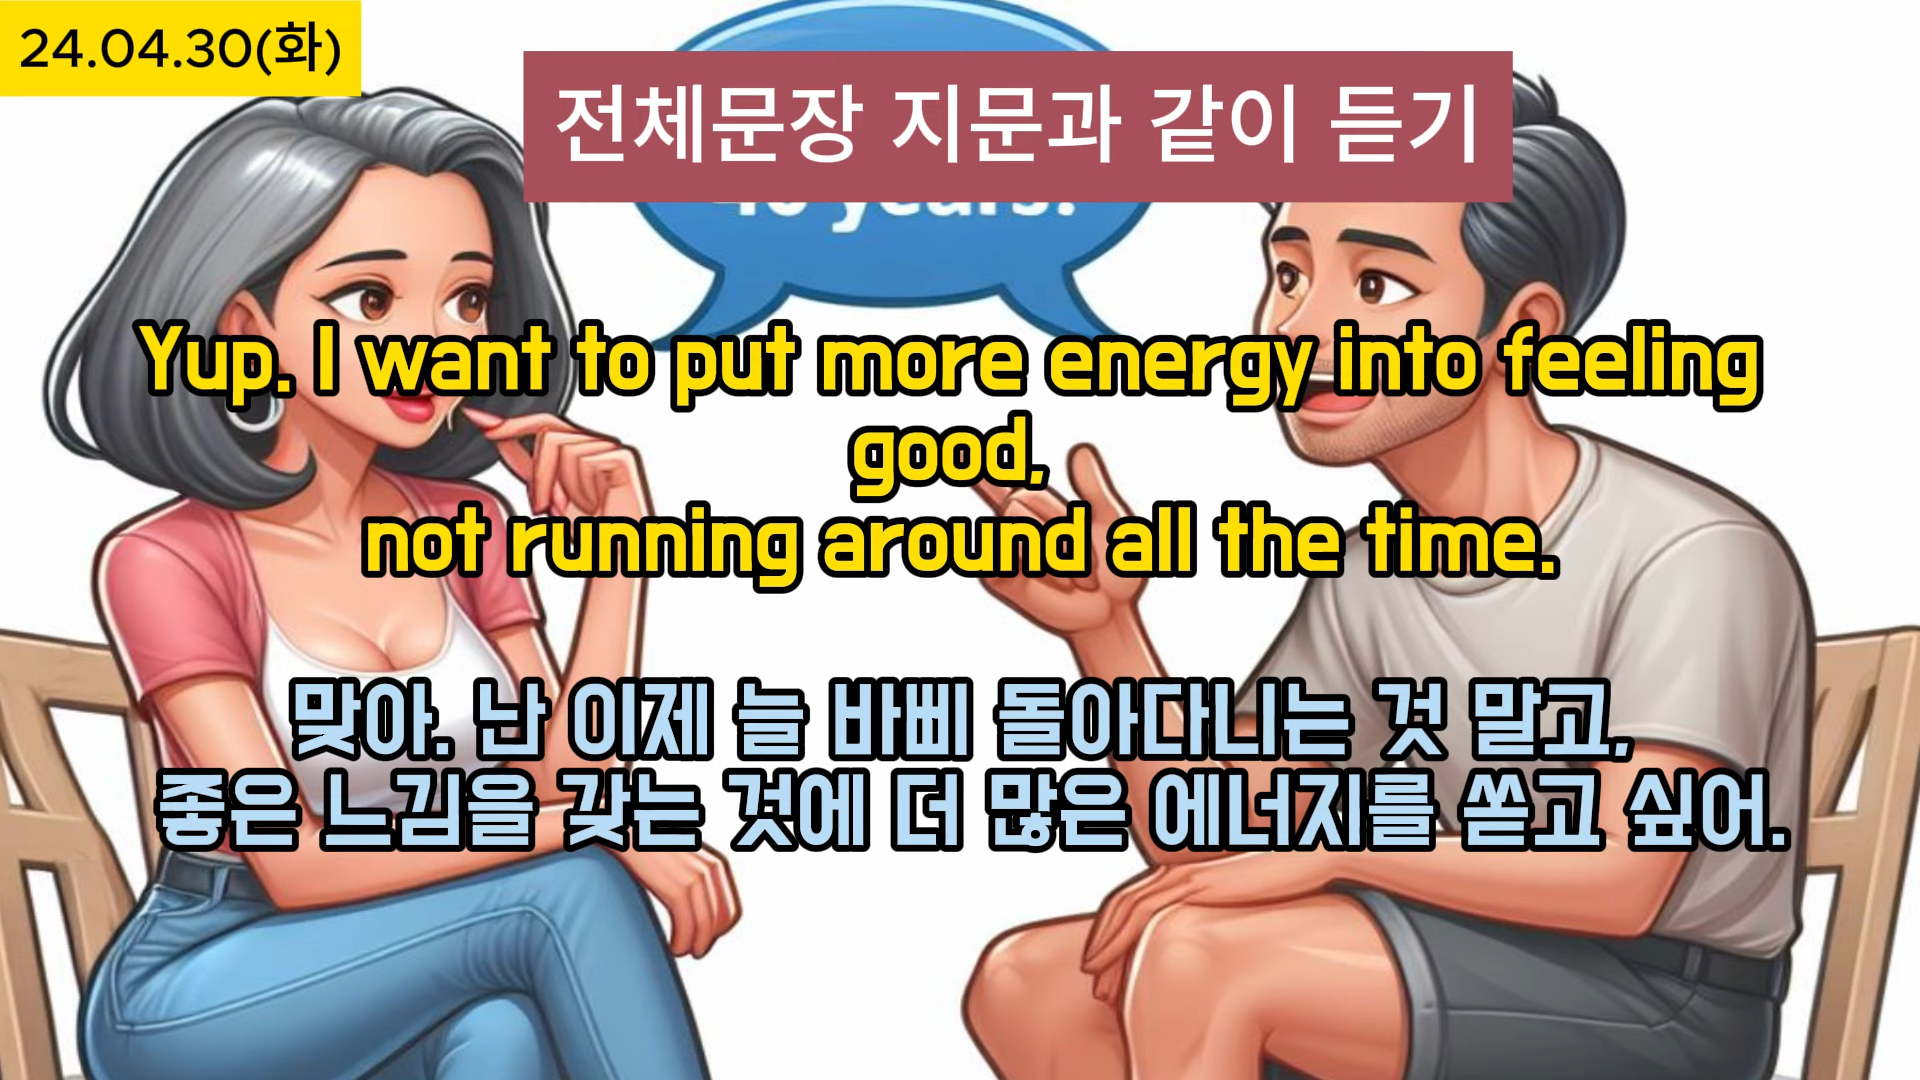 24.04.30(화)
전체문장 지문과 같이 듣기
years?
Yup. I want to put more energy into feeling
good,
not running around all the time.
맞아. 난 이제 늘 바삐 돌아다니는 것 말고,
좋은 느낌을 갖는 것에 더 많은 에너지를 쏟고 싶어.